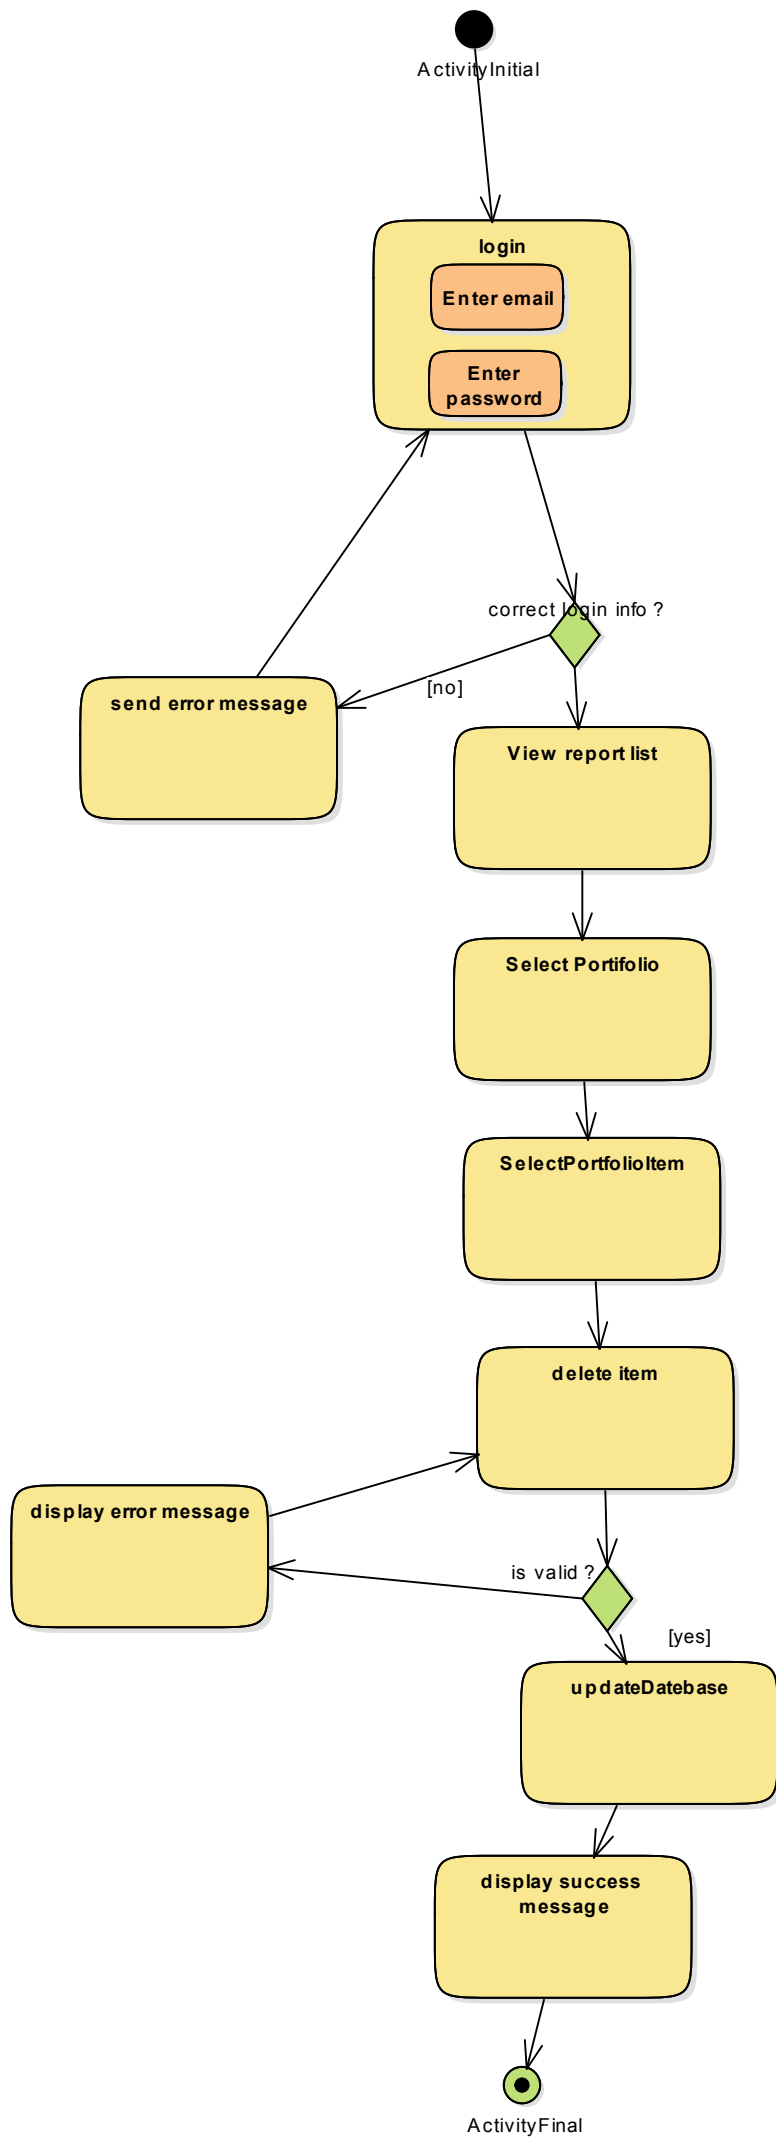 ActivityInitial
login
Enter email
Enter
password
correct login info ?
[no]
send error message
View report list
Select Portifolio
SelectPortfolioItem
delete item
display error message
is valid ?
[yes]
updateDatebase
display success
message
ActivityFinal